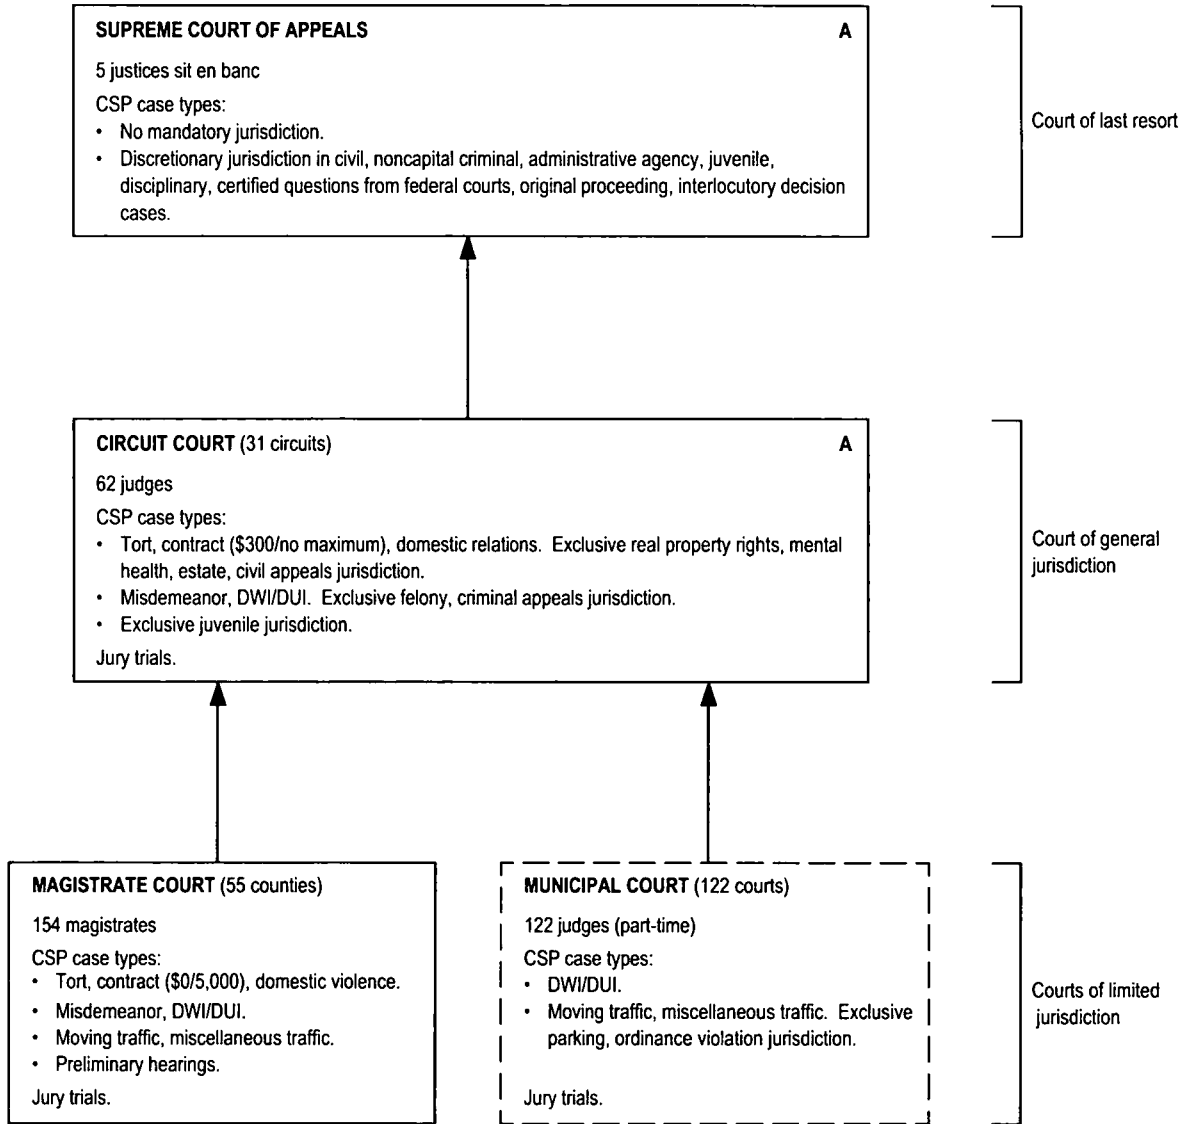 SUPREME COURT OF APPEALS A
5 justices sit en banc
CSP case types:
• No mandatory jurisdiction.
• Discretionary jurisdiction in civil, noncapital criminal, administrative agency, juvenile,
disciplinary, certified questions from federal courts, original proceeding, interlocutory decision
cases.
Court of last resort
CIRCUIT COURT (31 circuits) A
62 judges
CSP case types:
• Tort, contract ($300/no maximum), domestic relations. Exclusive real property rights, mental
health, estate, civil appeals jurisdiction.
• Misdemeanor, DWI/DUI. Exclusive felony, criminal appeals jurisdiction.
• Exclusive juvenile jurisdiction.
Jury trials.
Court of general
jurisdiction
MAGISTRATE COURT (55 counties)
154 magistrates
CSP case types:
• Tort, contract ($0/5,000), domestic violence.
• Misdemeanor, DWI/DUI.
• Moving traffic, miscellaneous traffic.
• Preliminary hearings.
Jury trials.
MUNICIPAL COURT (122 courts)
122 judges (part-time)
CSP case types:
• DWI/DUI.
• Moving traffic, miscellaneous traffic. Exclusive
parking, ordinance violation jurisdiction.
Jury trials.
Courts of limited
jurisdiction